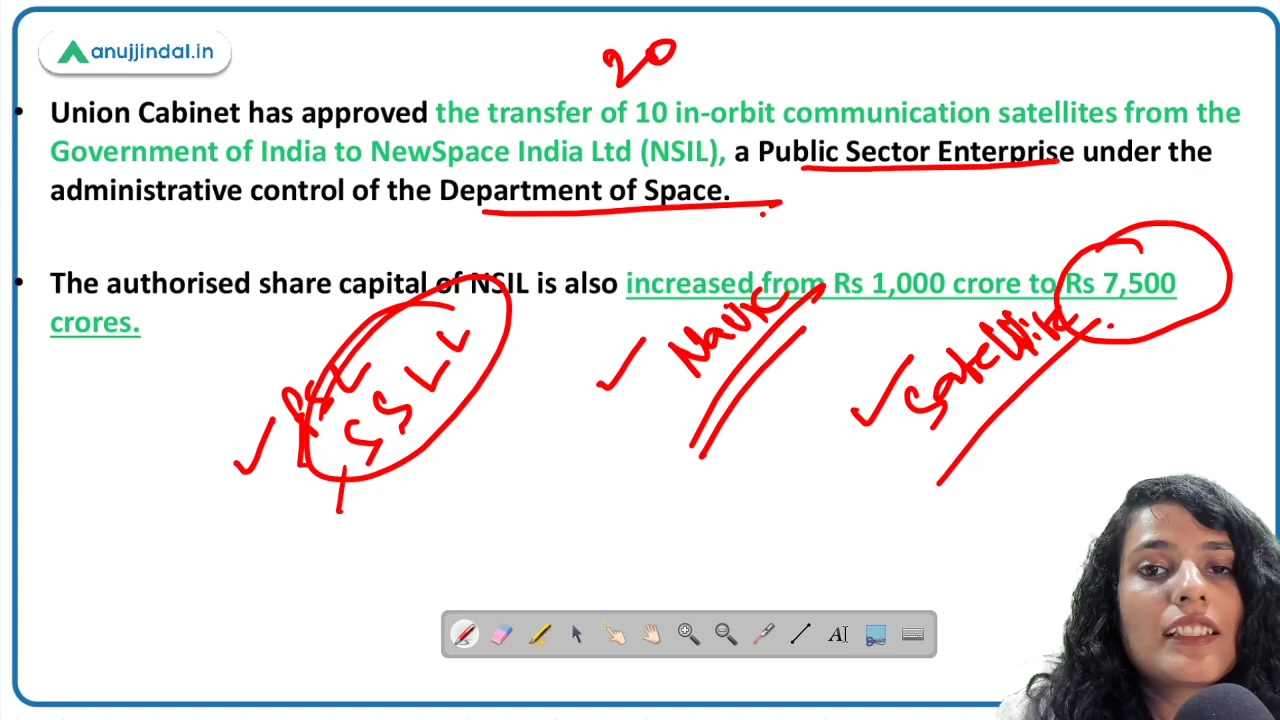 anujjindal.in
20
• Union Cabinet has approved the transfer of 10 in-orbit communication satellites from the
Government of India to NewSpace India Ltd (NSIL), a Public Sector Enterprise under the
administrative control of the Department of Space.
• The authorised share capital of NSIL is also increased from Rs 1,000 crore to Rs 7,500
crores.
Satellite
SSLV
AI